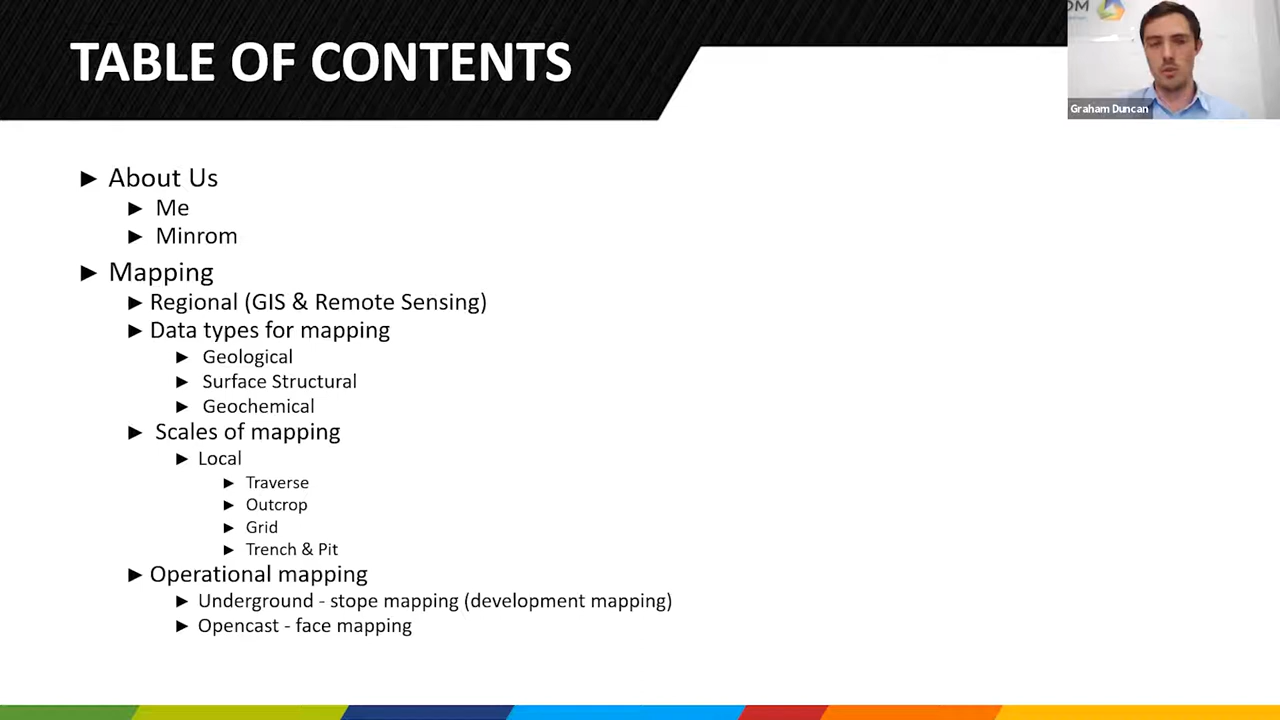 TABLE OF CONTENTS
Graham Duncan
► About Us
► Me
► Minrom
► Mapping
► Regional (GIS & Remote Sensing)
► Data types for mapping
► Geological
► Surface Structural
► Geochemical
► Scales of mapping
► Local
► Traverse
► Outcrop
► Grid
► Trench & Pit
► Operational mapping
► Underground - stope mapping (development mapping)
► Opencast - face mapping